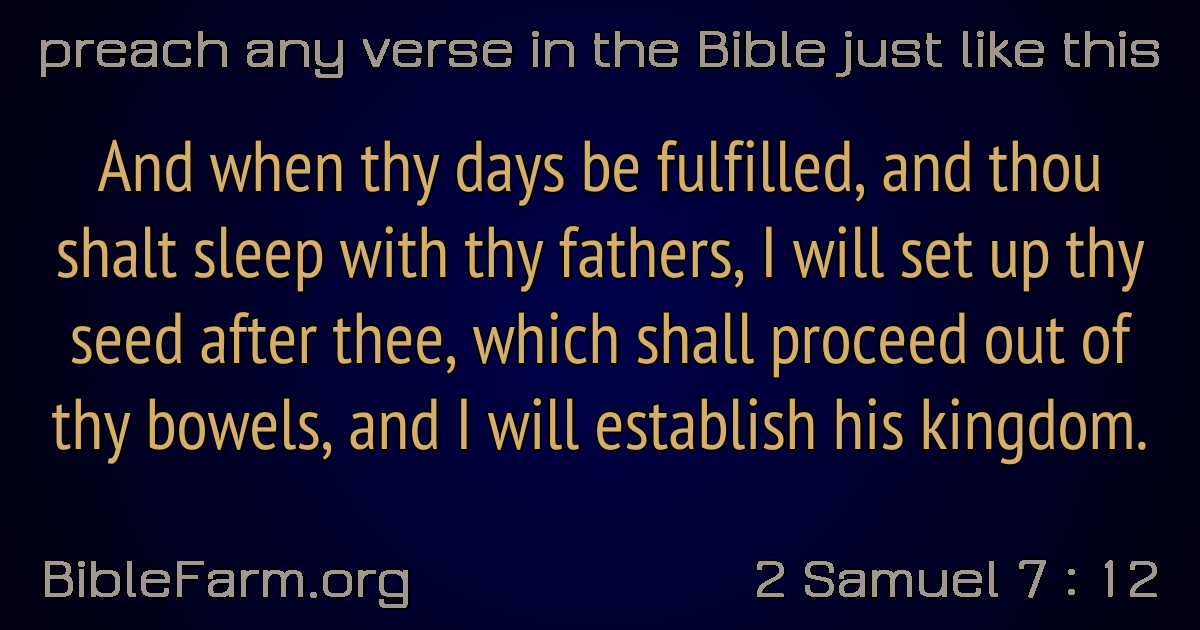 preach any verse in the Bible just like this
And when thy days be fulfilled, and thou
shalt sleep with thy fathers, I will set up thy
seed after thee, which shall proceed out of
thy bowels, and I will establish his kingdom.
BibleFarm.org
2 Samuel 7 : 12